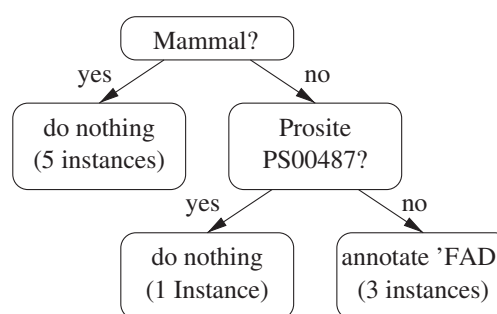 Mammal?
yes
no
do nothing
(5 instances)
Prosite
PS00487?
yes
no
do nothing
(1 Instance)
annotate ’FAD
(3 instances)